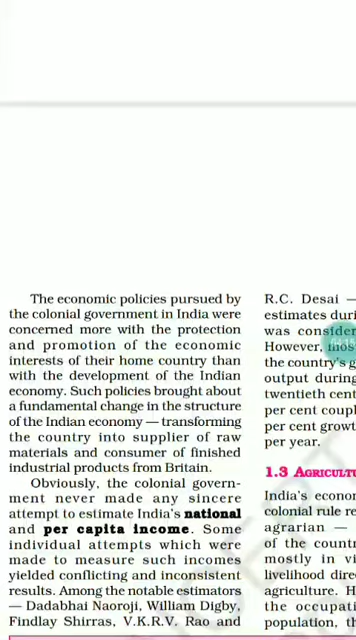 The economic policies pursued by
the colonial government in India were
concerned more with the protection
and promotion of the economic
interests of their home country than
with the development of the Indian
economy. Such policies brought about
a fundamental change in the structure
of the Indian economy — transforming
the country into supplier of raw
materials and consumer of finished
industrial products from Britain.
Obviously, the colonial govern-
ment never made any sincere
attempt to estimate India's national
and per capita income. Some
individual attempts which were
made to measure such incomes
yielded conflicting and inconsistent
results. Among the notable estimators
— Dadabhai Naoroji, William Digby,
Findlay Shirras, V.K.R.V. Rao and
R.C. Desai —
estimates duri
was consider
However, mos
the country's g
output during
twentieth cent
per cent coupl
per cent growt
per year.
1.3 AGRICULTU
India's econor
colonial rule re
agrarian —
of the countr
mostly in vi
livelihood dire
agriculture. H
the occupati
population, th